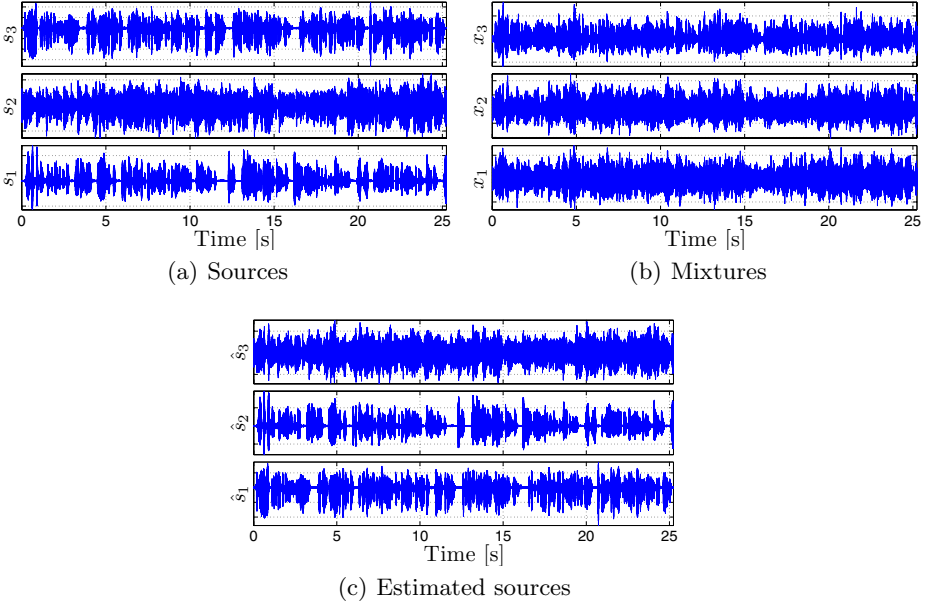 s₃
s₂
s₁
0 5 10 15 20 25
Time [s]
(a) Sources
x₃
x₂
x₁
0 5 10 15 20 25
Time [s]
(b) Mixtures
ŝ₃
ŝ₂
ŝ₁
0 5 10 15 20 25
Time [s]
(c) Estimated sources